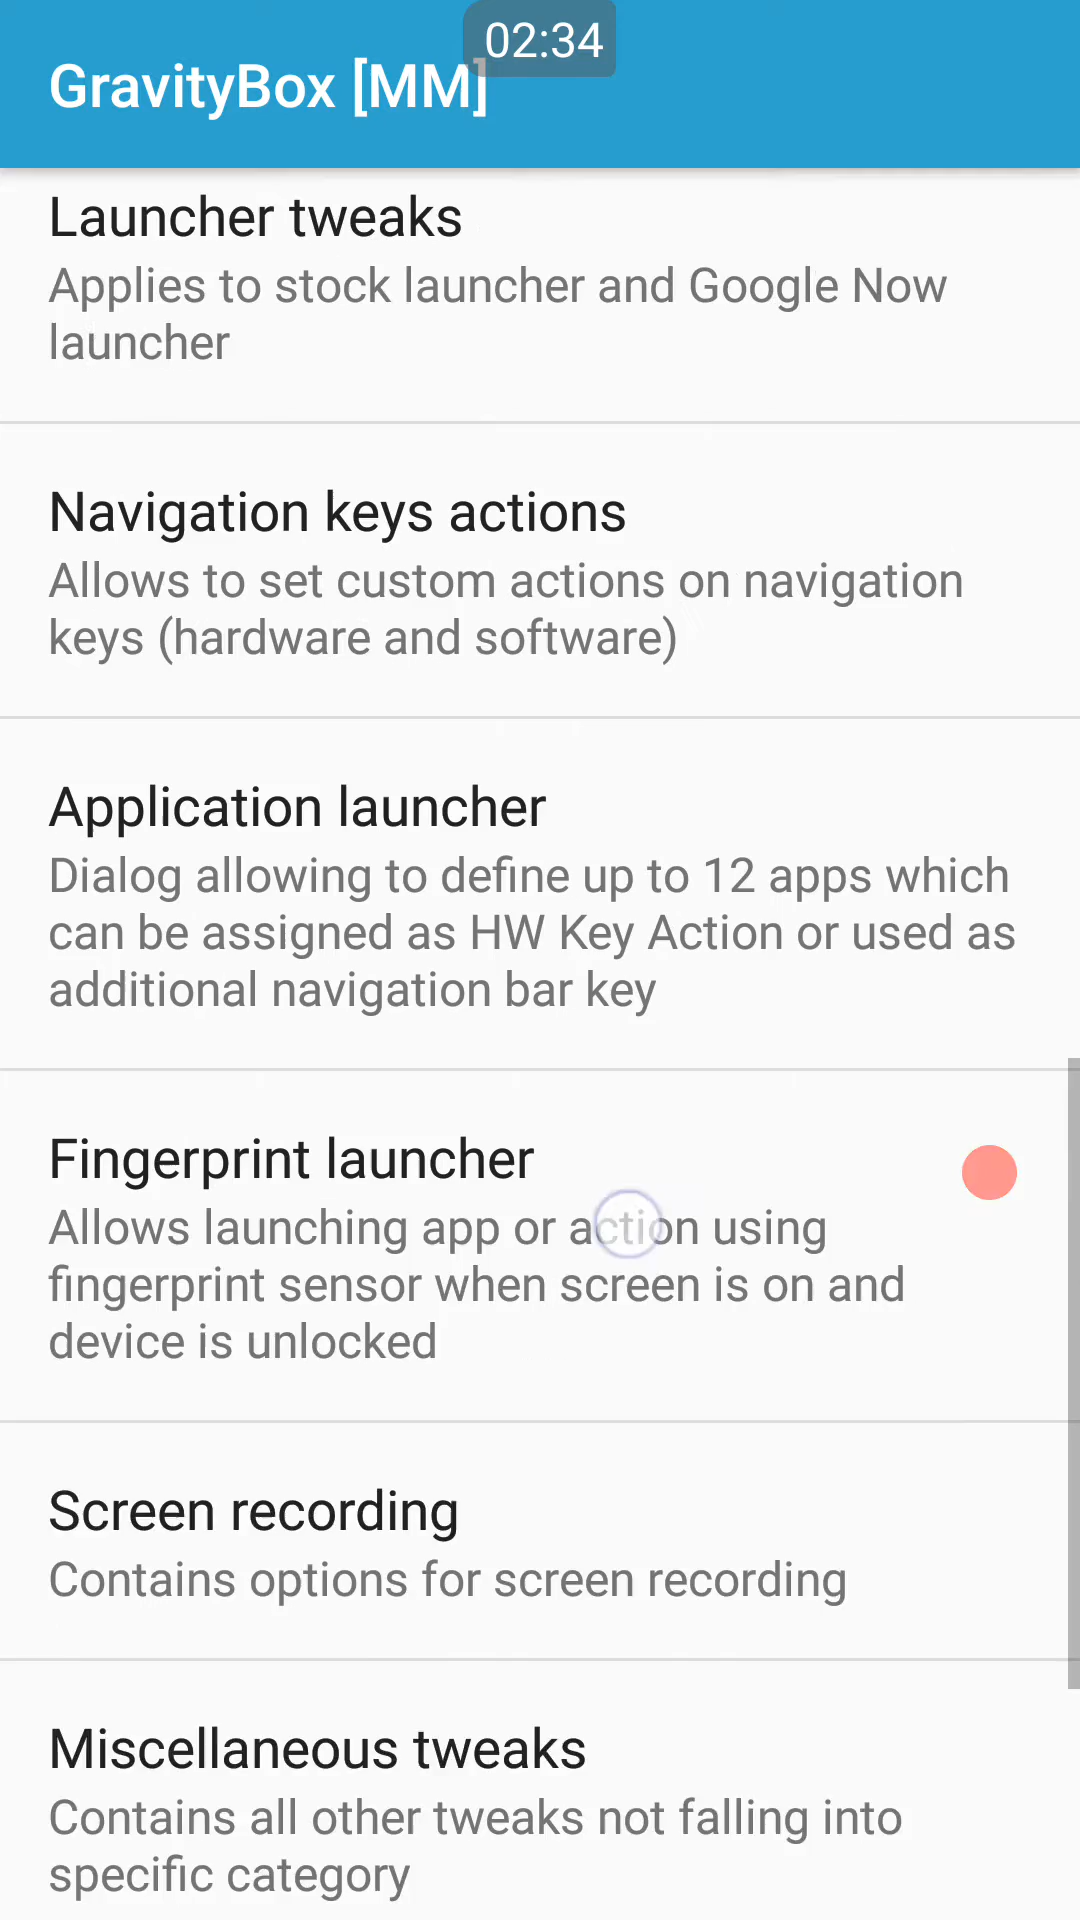 02:34
GravityBox [MM]
Launcher tweaks
Applies to stock launcher and Google Now
launcher
Navigation keys actions
Allows to set custom actions on navigation
keys (hardware and software)
Application launcher
Dialog allowing to define up to 12 apps which
can be assigned as HW Key Action or used as
additional navigation bar key
Fingerprint launcher
Allows launching app or action using
fingerprint sensor when screen is on and
device is unlocked
Screen recording
Contains options for screen recording
Miscellaneous tweaks
Contains all other tweaks not falling into
specific category